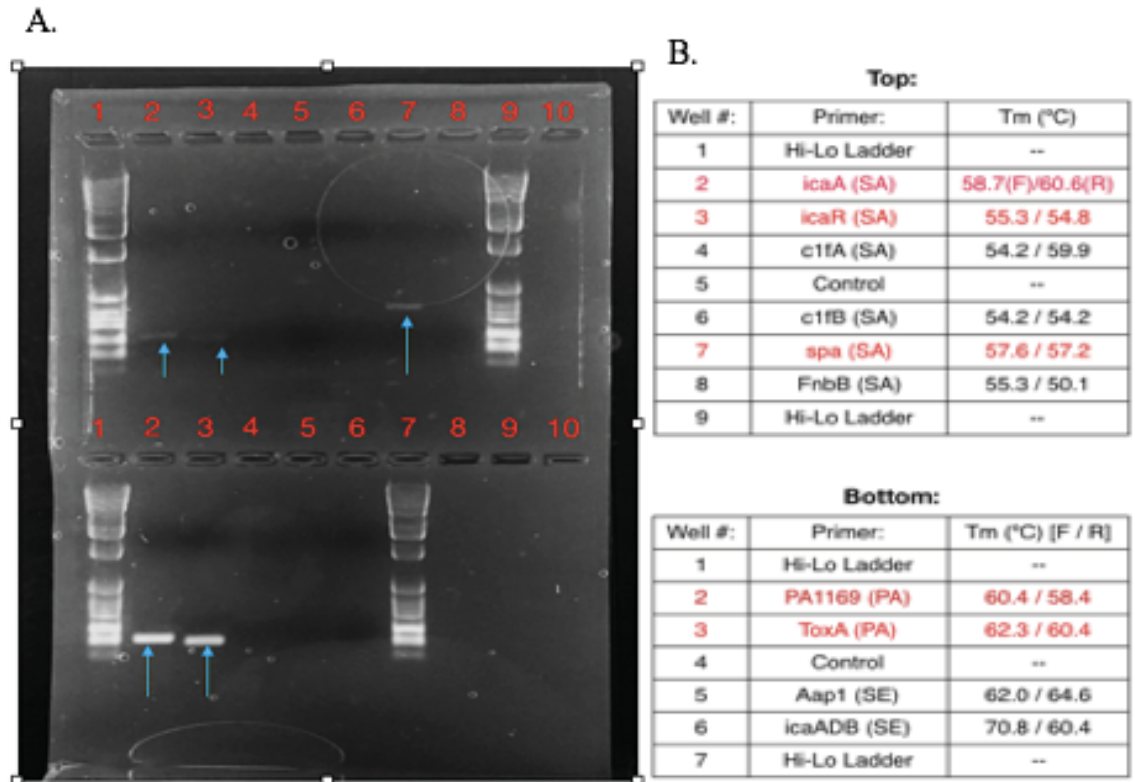 A.
1 2 3 4 5 6 7 8 9 10
1 2 3 4 5 6 7 8 9 10
B.
Top:
Well #: Primer: Tm (ºC)
1 Hi-Lo Ladder --
2 icaA (SA) 58.7(F)/60.6(R)
3 icaR (SA) 55.3 / 54.8
4 c1fA (SA) 54.2 / 59.9
5 Control --
6 c1fB (SA) 54.2 / 54.2
7 spa (SA) 57.6 / 57.2
8 FnbB (SA) 55.3 / 50.1
9 Hi-Lo Ladder --
Bottom:
Well #: Primer: Tm (ºC) [F / R]
1 Hi-Lo Ladder --
2 PA1169 (PA) 60.4 / 58.4
3 ToxA (PA) 62.3 / 60.4
4 Control --
5 Aap1 (SE) 62.0 / 64.6
6 icaADB (SE) 70.8 / 60.4
7 Hi-Lo Ladder --